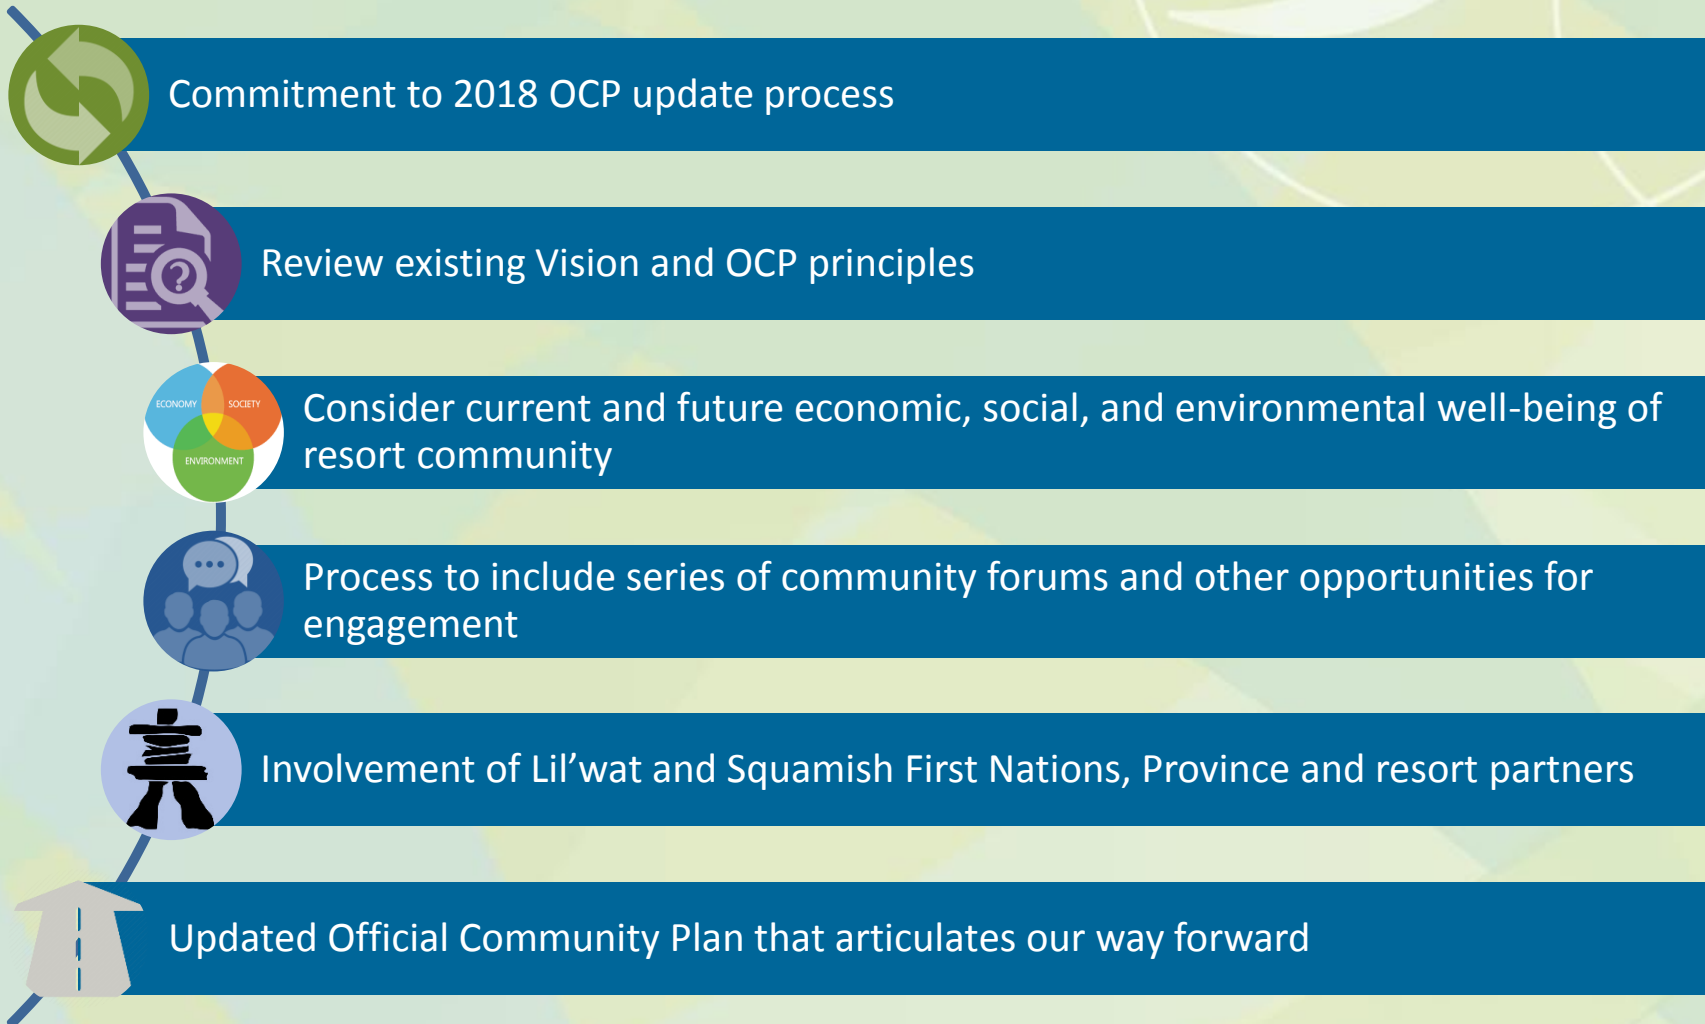 Commitment to 2018 OCP update process
?
Review existing Vision and OCP principles
ECONOMY
SOCIETY
ENVIRONMENT
Consider current and future economic, social, and environmental well-being of
resort community
Process to include series of community forums and other opportunities for
engagement
Involvement of Lil’wat and Squamish First Nations, Province and resort partners
Updated Official Community Plan that articulates our way forward